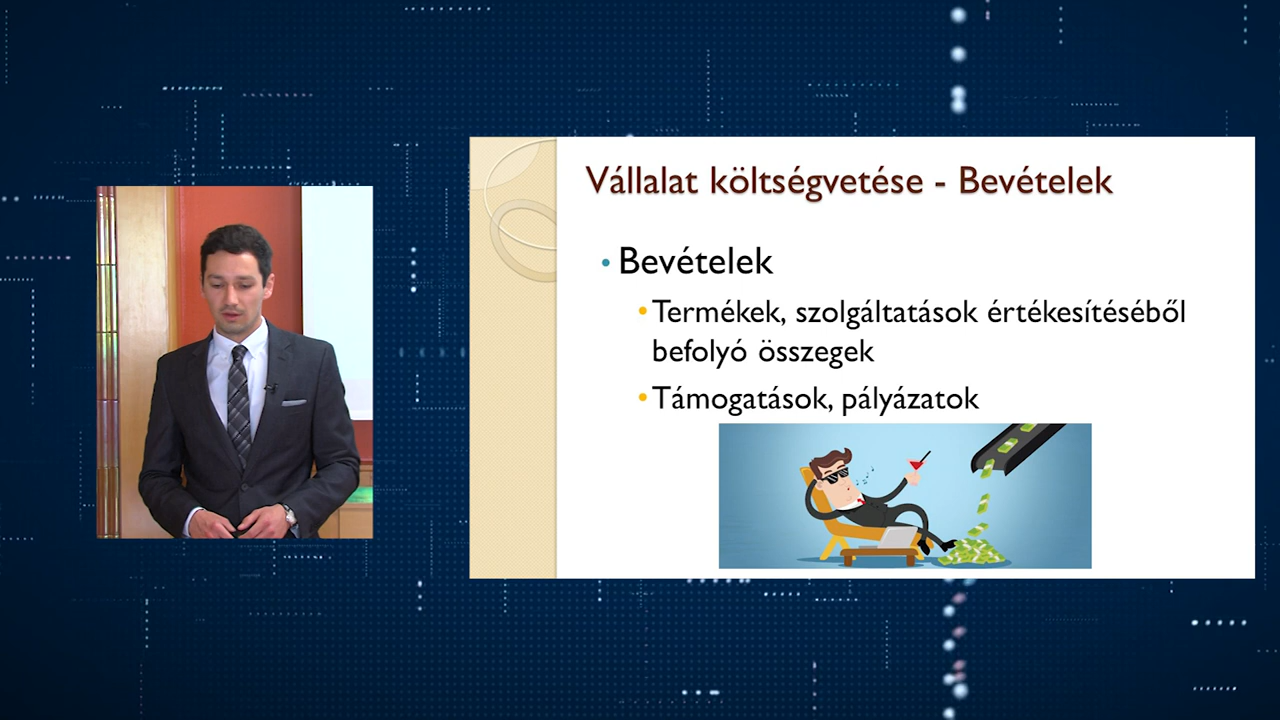 Vállalat költségvetése - Bevételek
• Bevételek
• Termékek, szolgáltatások értékesítéséből
befolyó összegek
• Támogatások, pályázatok